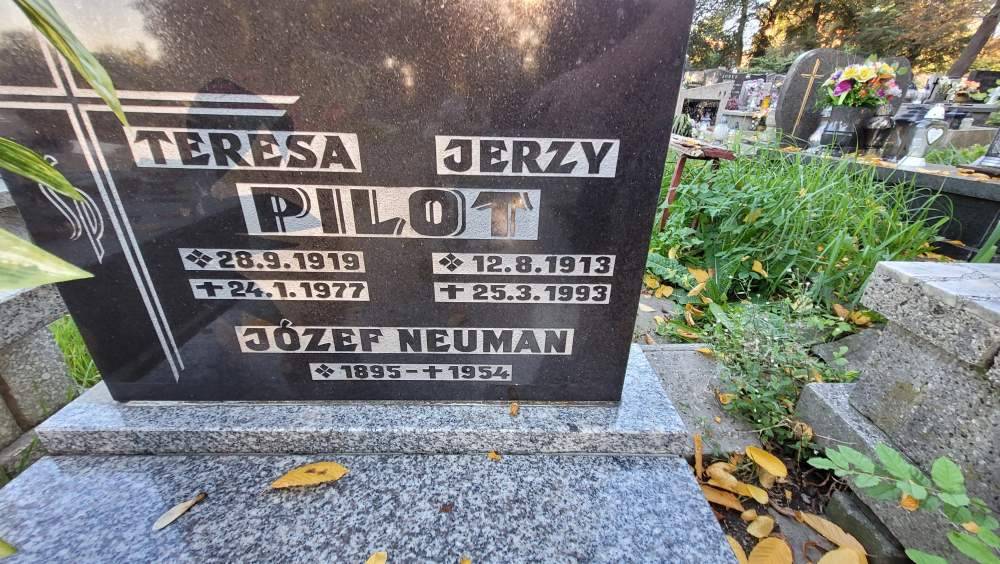 TERESA JERZY
PILOT
28.9.1919 12.8.1913
24.1.1977 25.3.1993
JÓZEF NEUMAN
1895 - 1954